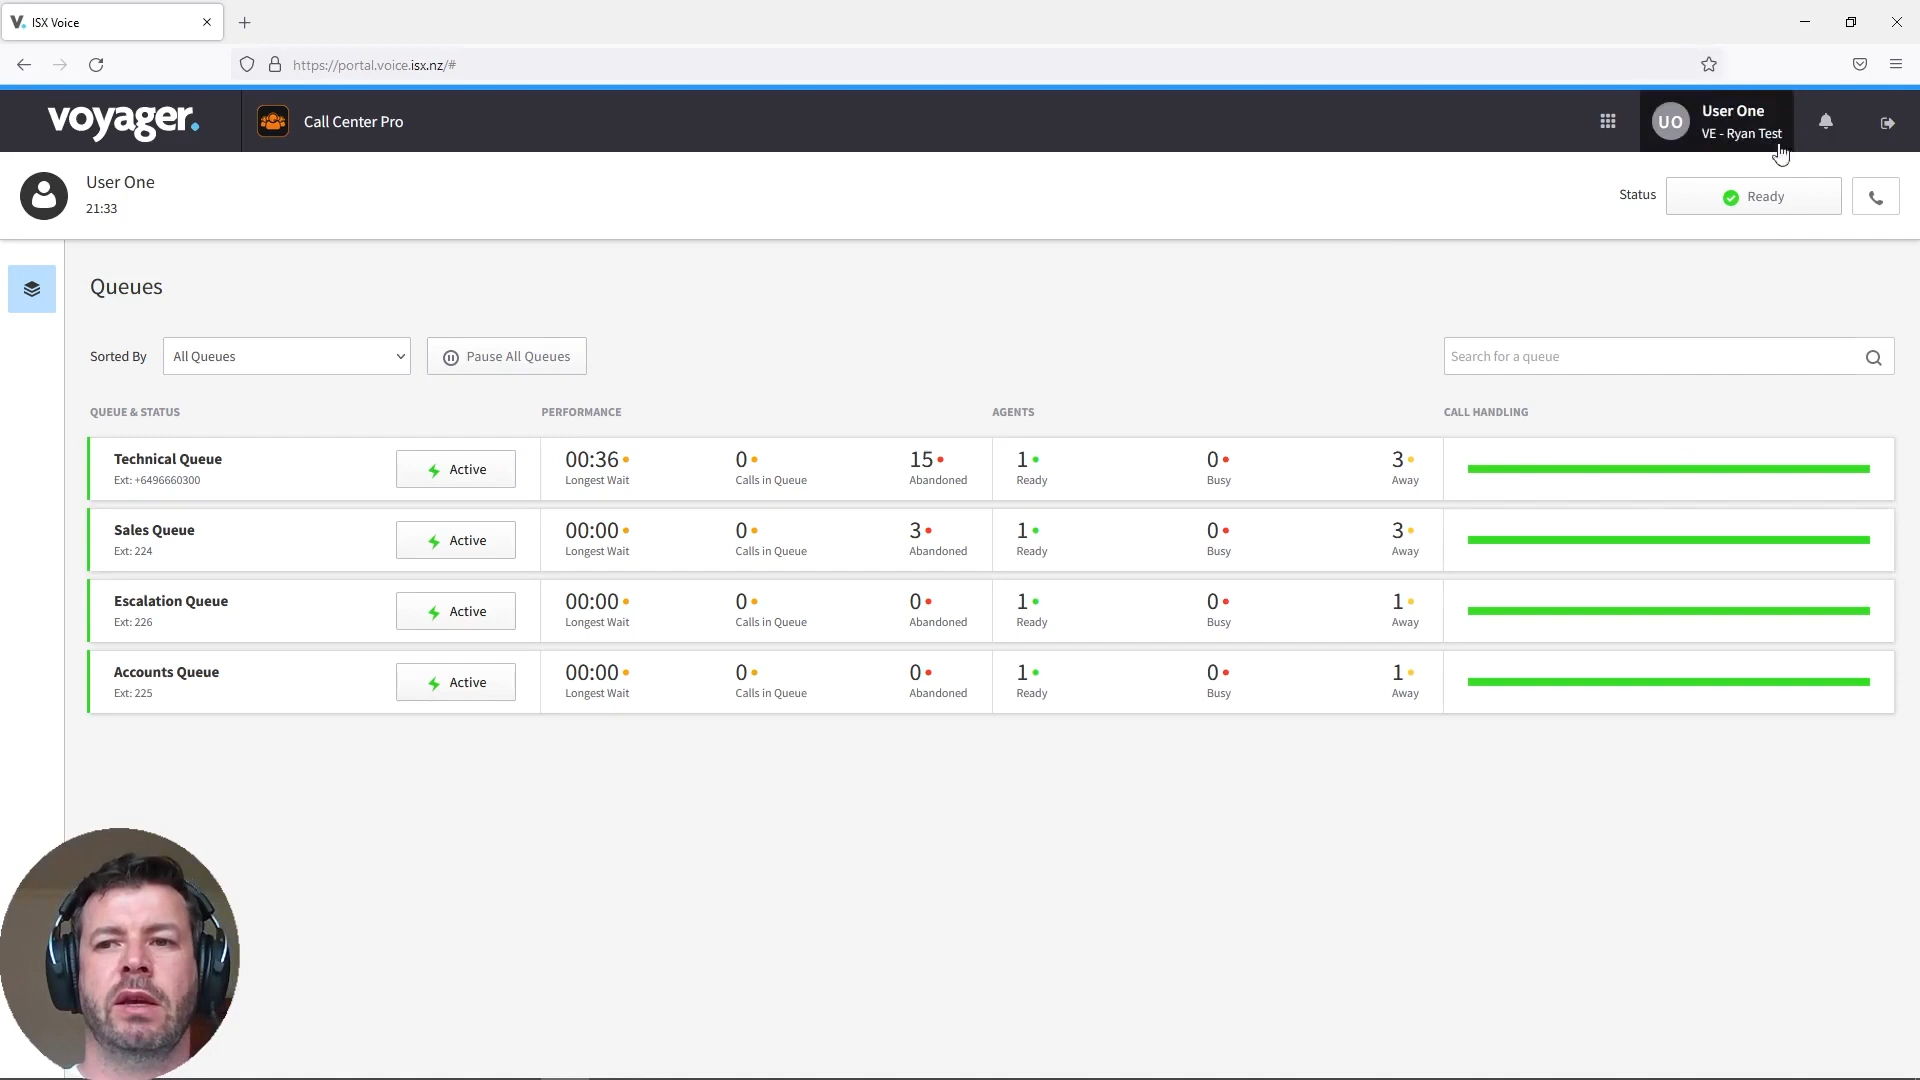 V. ISX Voice
https://portal.voice.isx.nz/#
voyager.
Call Center Pro
UO
User One
VE - Ryan Test
User One
21:33
Status
Ready
Queues
Sorted By
All Queues
Pause All Queues
Search for a queue
QUEUE & STATUS
PERFORMANCE
AGENTS
CALL HANDLING
Technical Queue
Ext: +6496660300
Active
00:36
Longest Wait
0
Calls in Queue
15
Abandoned
1
Ready
0
Busy
3
Away
Sales Queue
Ext: 224
Active
00:00
Longest Wait
0
Calls in Queue
3
Abandoned
1
Ready
0
Busy
3
Away
Escalation Queue
Ext: 226
Active
00:00
Longest Wait
0
Calls in Queue
0
Abandoned
1
Ready
0
Busy
1
Away
Accounts Queue
Ext: 225
Active
00:00
Longest Wait
0
Calls in Queue
0
Abandoned
1
Ready
0
Busy
1
Away